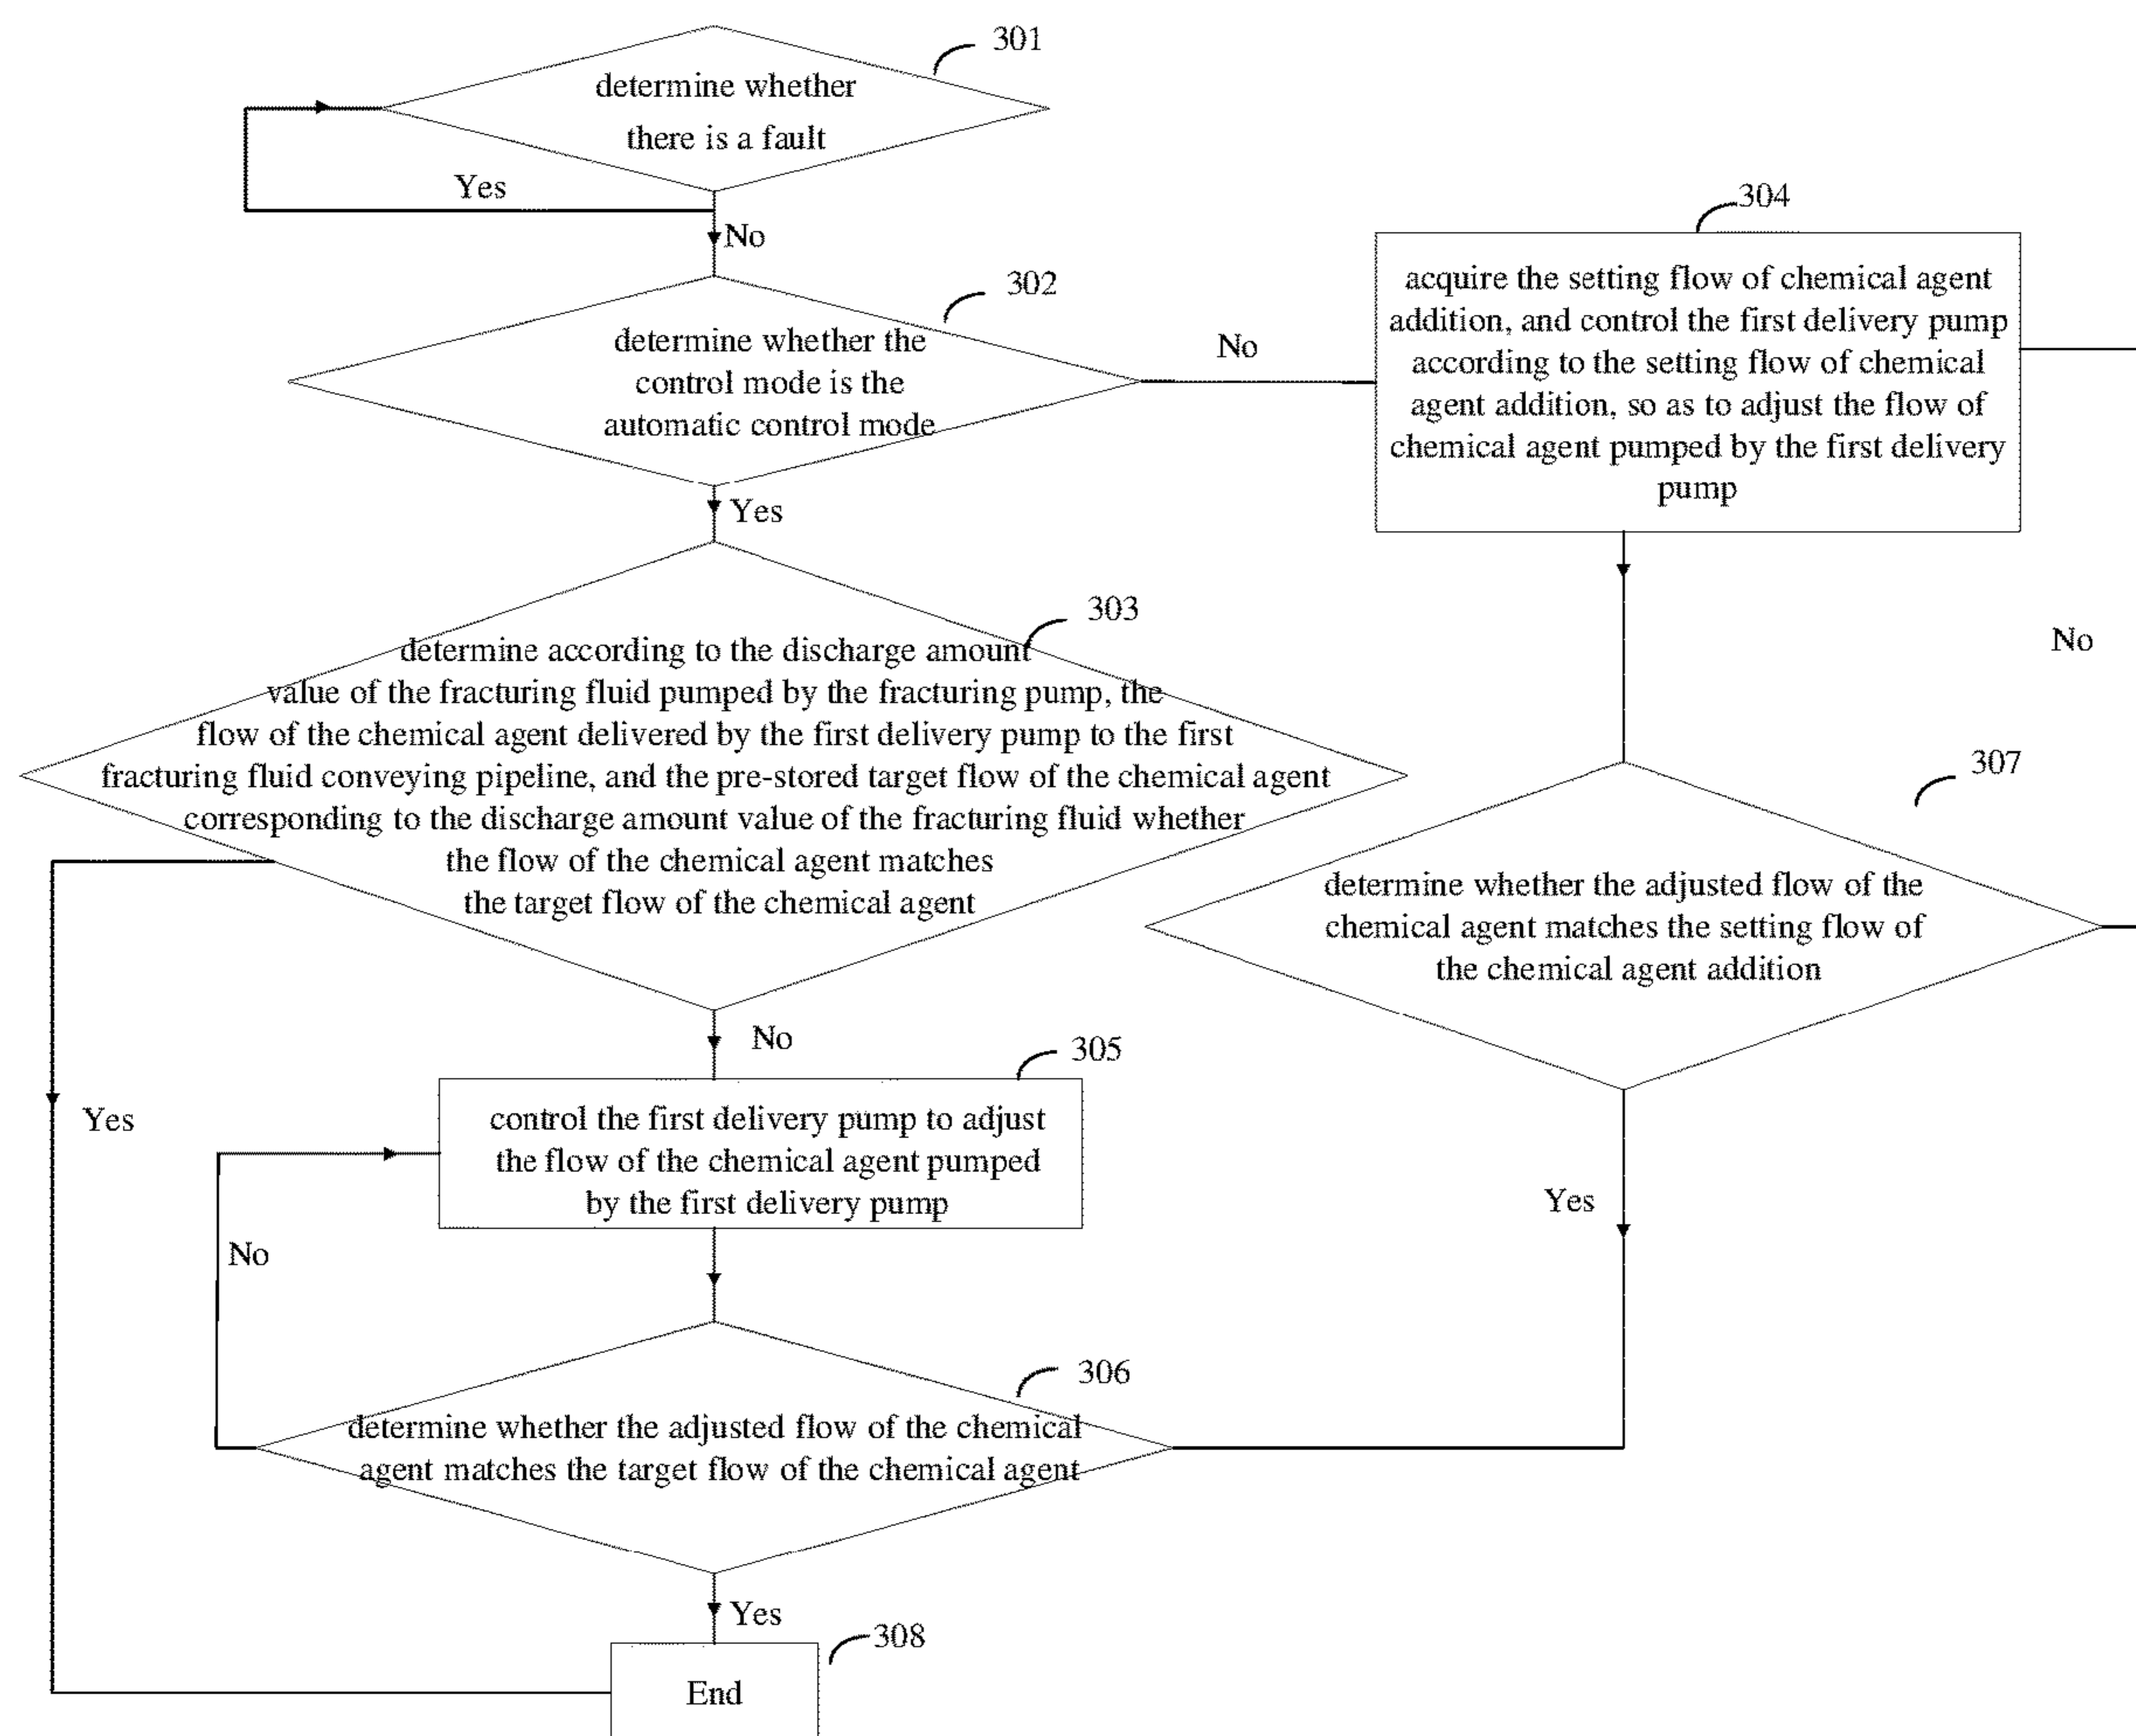 301
determine whether
there is a fault
Yes
No
302
determine whether the
control mode is the
automatic control mode
No
Yes
304
acquire the setting flow of chemical agent
addition, and control the first delivery pump
according to the setting flow of chemical
agent addition, so as to adjust the flow of
chemical agent pumped by the first delivery
pump
303
determine according to the discharge amount
value of the fracturing fluid pumped by the fracturing pump, the
flow of the chemical agent delivered by the first delivery pump to the first
fracturing fluid conveying pipeline, and the pre-stored target flow of the chemical agent
corresponding to the discharge amount value of the fracturing fluid whether
the flow of the chemical agent matches
the target flow of the chemical agent
No
307
determine whether the adjusted flow of the
chemical agent matches the setting flow of
the chemical agent addition
Yes
No
305
control the first delivery pump to adjust
the flow of the chemical agent pumped
by the first delivery pump
Yes
No
306
determine whether the adjusted flow of the chemical
agent matches the target flow of the chemical agent
Yes
308
End